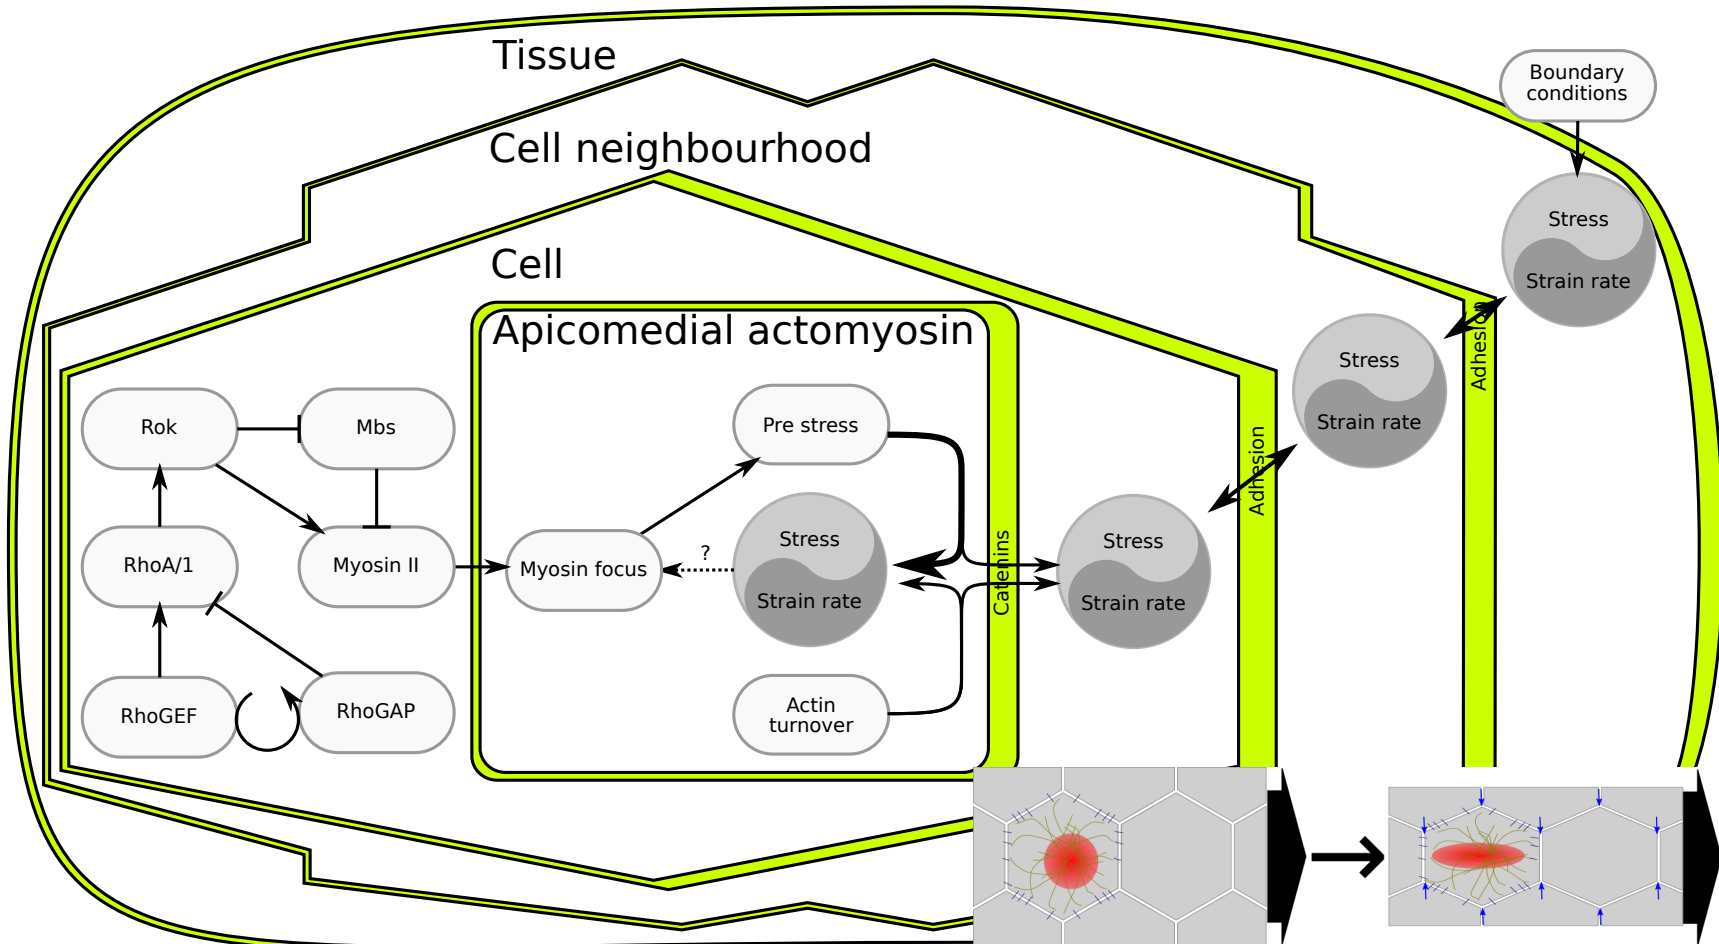 Tissue
Boundary
conditions
Cell neighbourhood
Stress
Strain rate
Cell
Adhesion
Apicomedial actomyosin
Stress
Strain rate
Adhesion
Rok
Mbs
Pre stress
Stress
Strain rate
?
Catenins
Stress
Strain rate
RhoA/1
Myosin II
Myosin focus
RhoGEF
RhoGAP
Actin
turnover